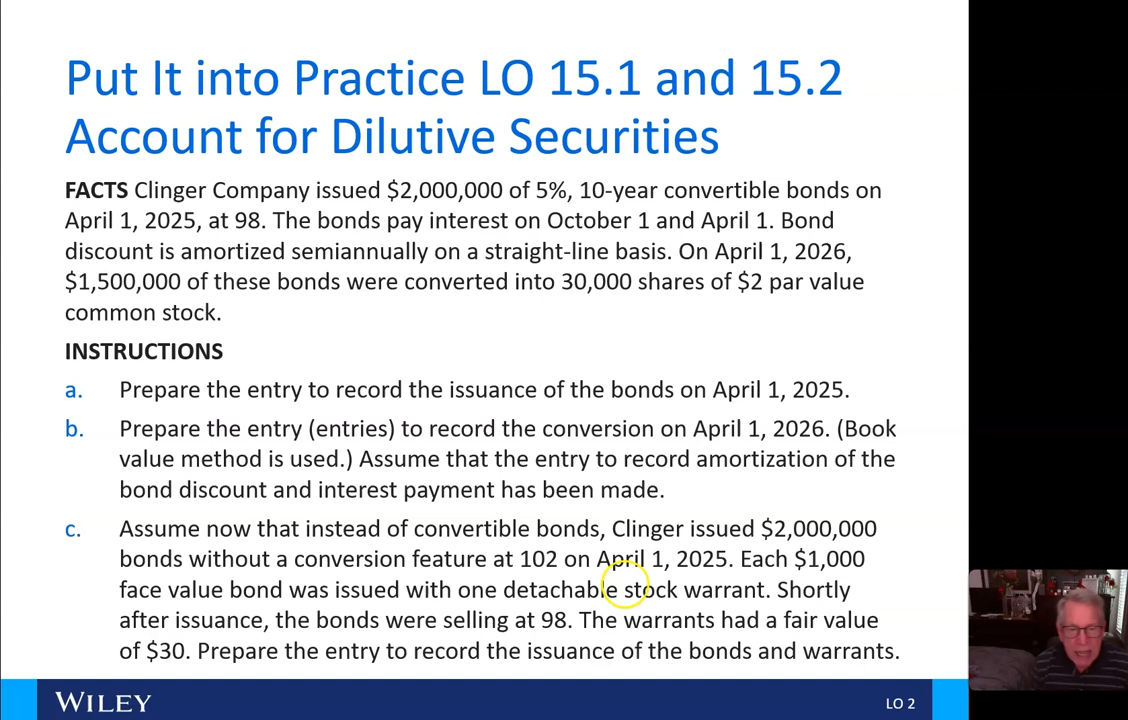 Put It into Practice LO 15.1 and 15.2
Account for Dilutive Securities
FACTS Clinger Company issued $2,000,000 of 5%, 10-year convertible bonds on
April 1, 2025, at 98. The bonds pay interest on October 1 and April 1. Bond
discount is amortized semiannually on a straight-line basis. On April 1, 2026,
$1,500,000 of these bonds were converted into 30,000 shares of $2 par value
common stock.
INSTRUCTIONS
a. Prepare the entry to record the issuance of the bonds on April 1, 2025.
b. Prepare the entry (entries) to record the conversion on April 1, 2026. (Book
value method is used.) Assume that the entry to record amortization of the
bond discount and interest payment has been made.
c. Assume now that instead of convertible bonds, Clinger issued $2,000,000
bonds without a conversion feature at 102 on April 1, 2025. Each $1,000
face value bond was issued with one detachable stock warrant. Shortly
after issuance, the bonds were selling at 98. The warrants had a fair value
of $30. Prepare the entry to record the issuance of the bonds and warrants.
WILEY
LO 2